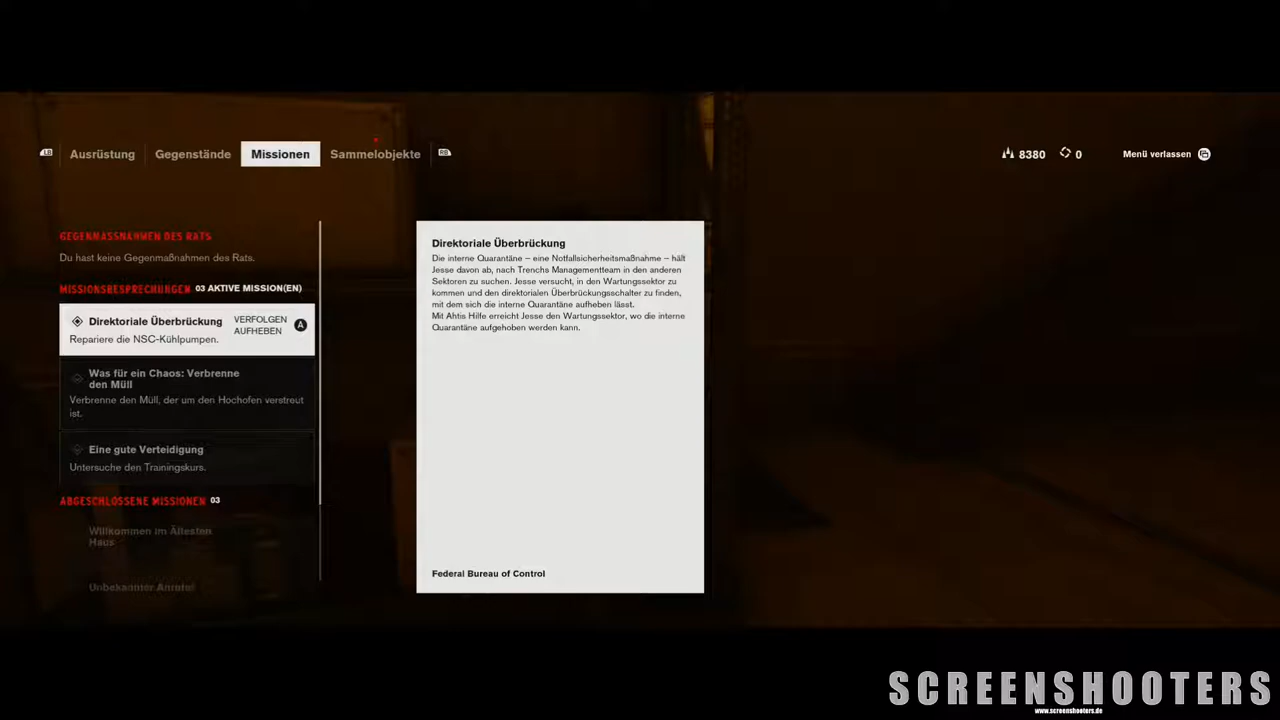 LB
Ausrüstung
Gegenstände
Missionen
Sammelobjekte
RB
8380
0
Menü verlassen
GEGENMASSNAHMEN DES RATS
Du hast keine Gegenmaßnahmen des Rats.
MISSIONSBESPRECHUNGEN 03 AKTIVE MISSION(EN)
Direktoriale Überbrückung
VERFOLGEN
AUFHEBEN
A
Repariere die NSC-Kühlpumpen.
Was für ein Chaos: Verbrenne
den Müll
Verbrenne den Müll, der um den Hochofen verstreut
ist.
Eine gute Verteidigung
Untersuche den Trainingskurs.
ABGESCHLOSSENE MISSIONEN 03
Willkommen im Ältesten
Haus
Unbekannter Anrufer
Direktoriale Überbrückung
Die interne Quarantäne – eine Notfallsicherheitsmaßnahme – hält
Jesse davon ab, nach Trenchs Managementteam in den anderen
Sektoren zu suchen. Jesse versucht, in den Wartungssektor zu
kommen und den direktorialen Überbrückungsschalter zu finden,
mit dem sich die interne Quarantäne aufheben lässt.
Mit Ahtis Hilfe erreicht Jesse den Wartungssektor, wo die interne
Quarantäne aufgehoben werden kann.
Federal Bureau of Control
SCREENSHOOTERS
www.screenshooters.de